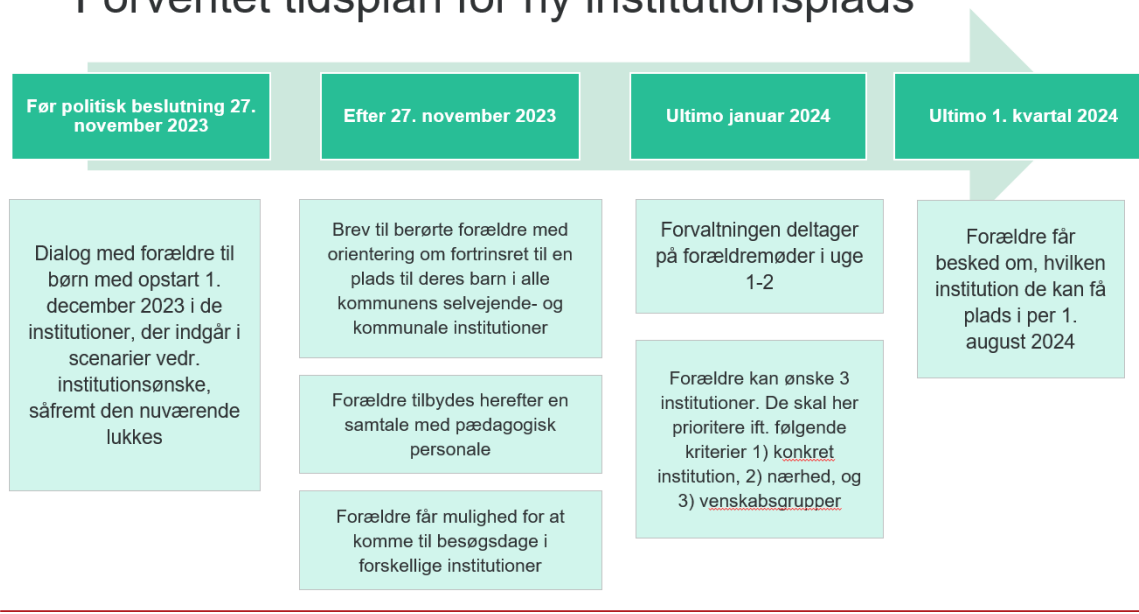 Forventet tidsplan for ny institutionsplads
Før politisk beslutning 27.
november 2023
Efter 27. november 2023
Ultimo januar 2024
Ultimo 1. kvartal 2024
Dialog med forældre til
børn med opstart 1.
december 2023 i de
institutioner, der indgår i
scenarier vedr.
institutionsønske,
såfremt den nuværende
lukkes
Brev til berørte forældre med
orientering om fortrinsret til en
plads til deres barn i alle
kommunens selvejende- og
kommunale institutioner
Forældre tilbydes herefter en
samtale med pædagogisk
personale
Forældre får mulighed for at
komme til besøgsdage i
forskellige institutioner
Forvaltningen deltager
på forældremøder i uge
1-2
Forældre kan ønske 3
institutioner. De skal her
prioritere ift. følgende
kriterier 1) konkret
institution, 2) nærhed, og
3) venskabsgrupper
Forældre får
besked om, hvilken
institution de kan få
plads i per 1.
august 2024